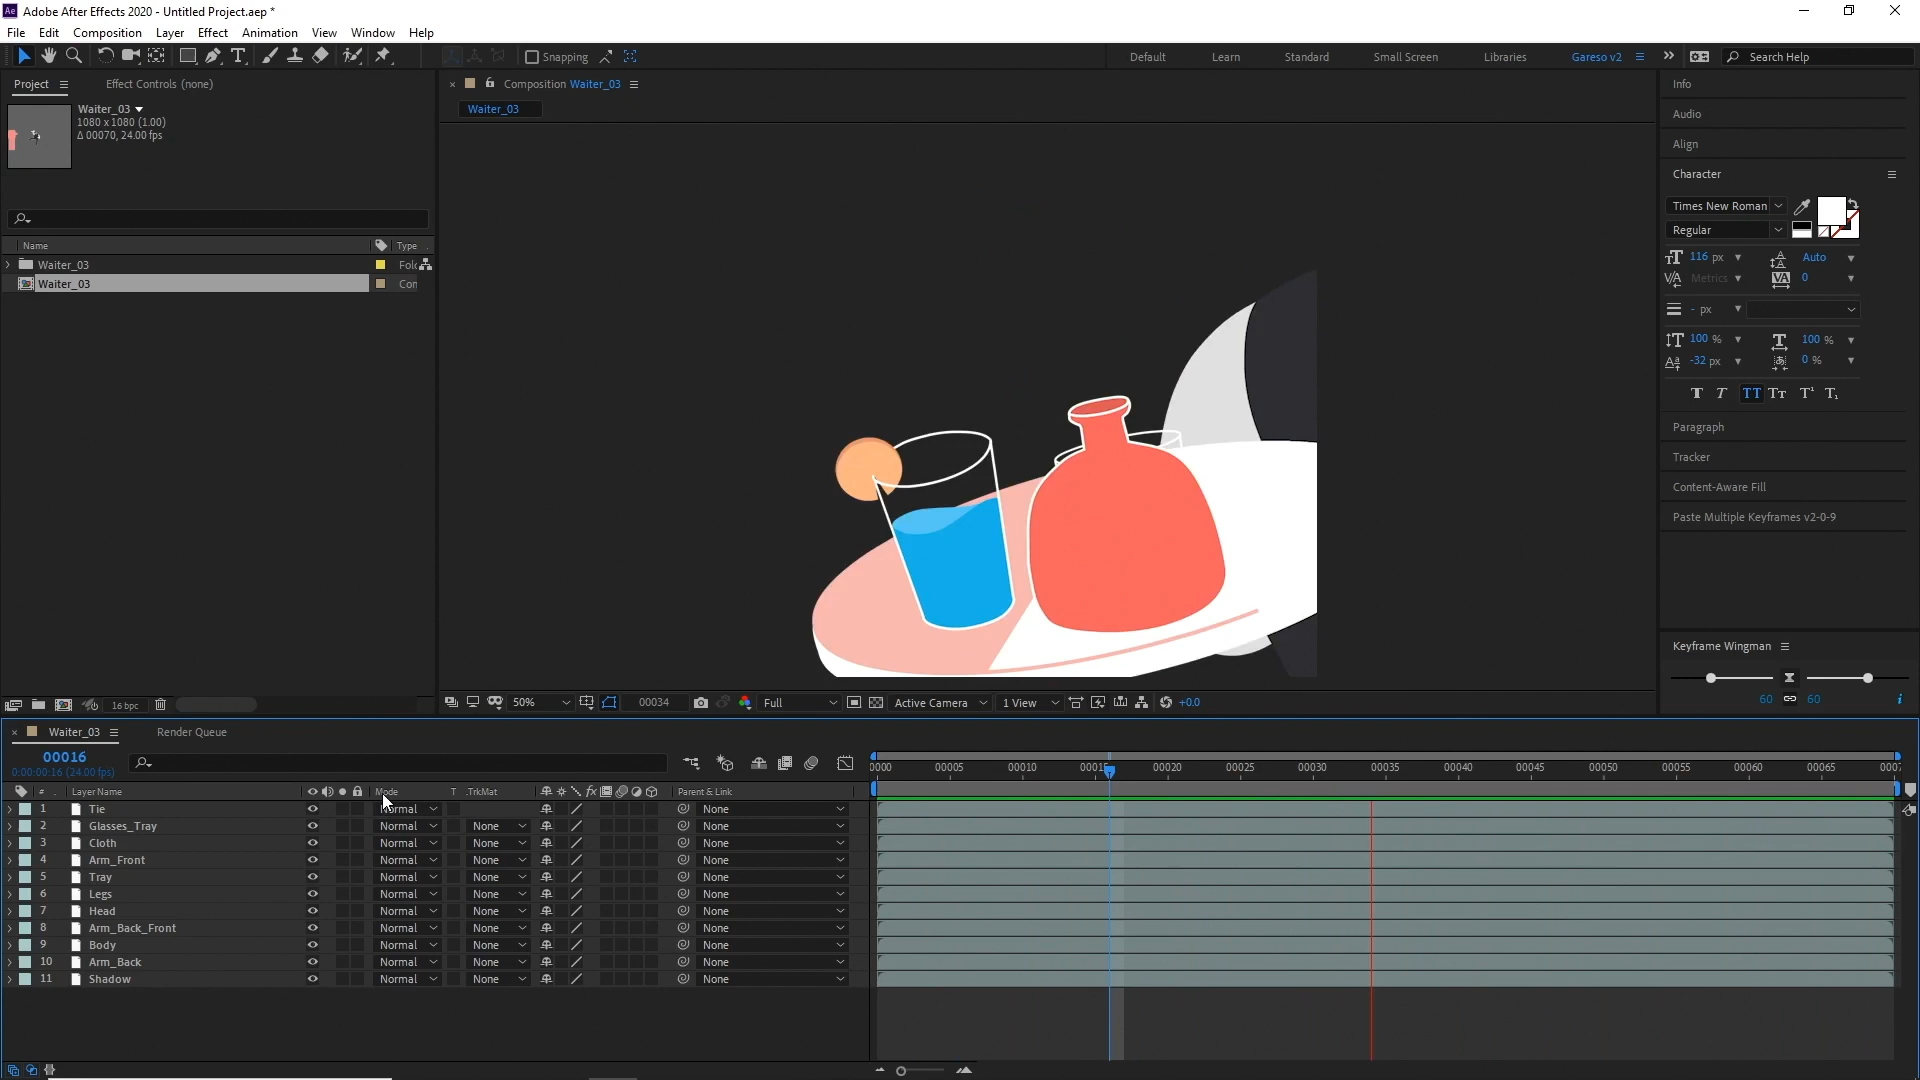 Ae Adobe After Effects 2020 - Untitled Project.aep *
File Edit Composition Layer Effect Animation View Window Help
Snapping
Default Learn Standard Small Screen Libraries Gareso v2 Search Help
Project Effect Controls (none)
Waiter_03
1080 x 1080 (1.00)
Δ 00070, 24.00 fps
Name Type
Waiter_03
Waiter_03 Con
16 bpc
Composition Waiter_03
Waiter_03
50% 00034 Full Active Camera 1 View +0.0
Info
Audio
Align
Character
Times New Roman
Regular
116 px Auto
Metrics 0
- px
100 % 100 %
-32 px 0 %
T T TT Tt T¹ T₁
Paragraph
Tracker
Content-Aware Fill
Paste Multiple Keyframes v2-0-9
Keyframe Wingman
60 60
Waiter_03 Render Queue
00016
0:00:00:16 (24.00 fps)
0000 00005 00010 00015 00020 00025 00030 00035 00040 00045 00050 00055 00060 00065 0007
# Layer Name Mode T .TrkMat Parent & Link
1 Tie Normal None
2 Glasses_Tray Normal None None
3 Cloth Normal None None
4 Arm_Front Normal None None
5 Tray Normal None None
6 Legs Normal None None
7 Head Normal None None
8 Arm_Back_Front Normal None None
9 Body Normal None None
10 Arm_Back Normal None None
11 Shadow Normal None None